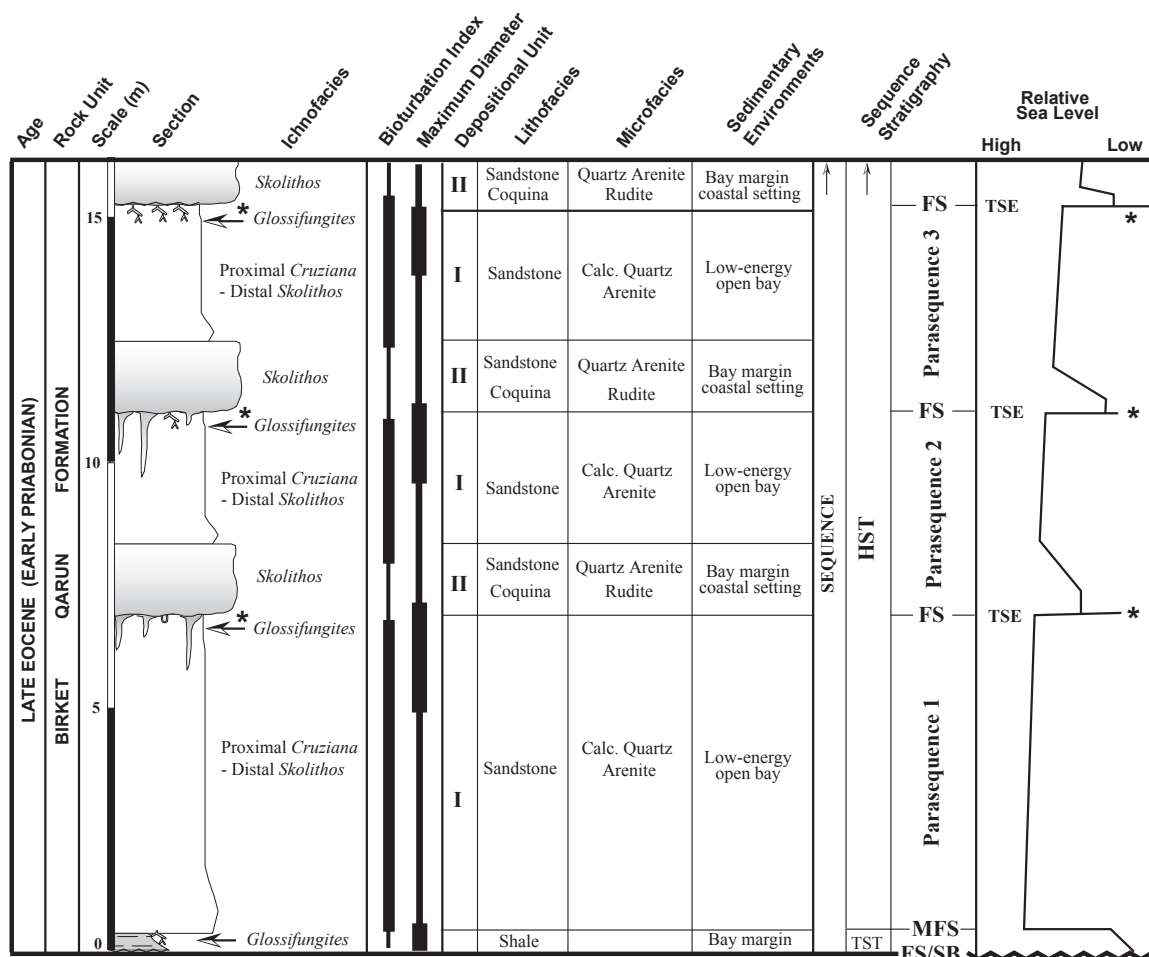 Age
Rock Unit
Scale (m)
Section
Ichnofacies
Bioturbation Index
Maximum Diameter
Depositional Unit
Lithofacies
Microfacies
Sedimentary
Environments
Sequence
Stratigraphy
Relative
Sea Level
High Low
LATE EOCENE (EARLY PRIABONIAN)
BIRKET QARUN FORMATION
15
10
5
0
Skolithos
* Glossifungites
Proximal Cruziana
- Distal Skolithos
Skolithos
* Glossifungites
Proximal Cruziana
- Distal Skolithos
Skolithos
* Glossifungites
Proximal Cruziana
- Distal Skolithos
Glossifungites
II
I
II
I
II
I
Sandstone
Coquina
Sandstone
Sandstone
Coquina
Sandstone
Sandstone
Coquina
Sandstone
Shale
Quartz Arenite
Rudite
Calc. Quartz
Arenite
Quartz Arenite
Rudite
Calc. Quartz
Arenite
Quartz Arenite
Rudite
Calc. Quartz
Arenite
Bay margin
coastal setting
Low-energy
open bay
Bay margin
coastal setting
Low-energy
open bay
Bay margin
coastal setting
Low-energy
open bay
Bay margin
SEQUENCE
HST
TST
FS
Parasequence 3
FS
Parasequence 2
FS
Parasequence 1
MFS
FS/SB
TSE
*
TSE
*
TSE
*